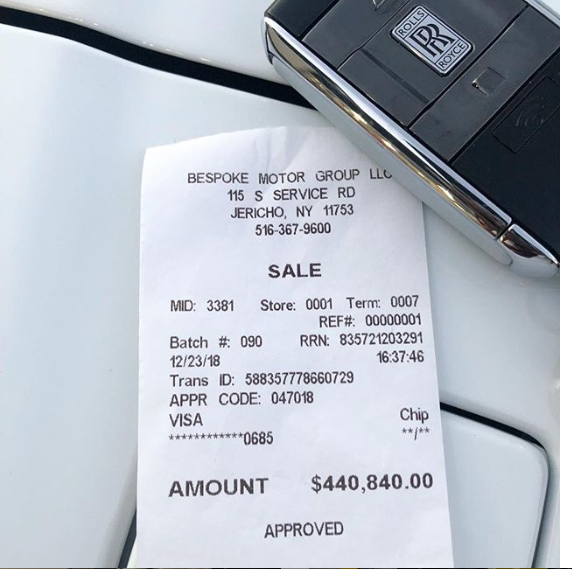 ROLLS
RR
ROYCE
BESPOKE MOTOR GROUP LLC
115 S SERVICE RD
JERICHO, NY 11753
516-367-9600
SALE
MID: 3381 Store: 0001 Term: 0007
REF#: 00000001
Batch #: 090 RRN: 835721203291
12/23/18 16:37:46
Trans ID: 588357778660729
APPR CODE: 047018
VISA Chip
************0685 **/**
AMOUNT $440,840.00
APPROVED